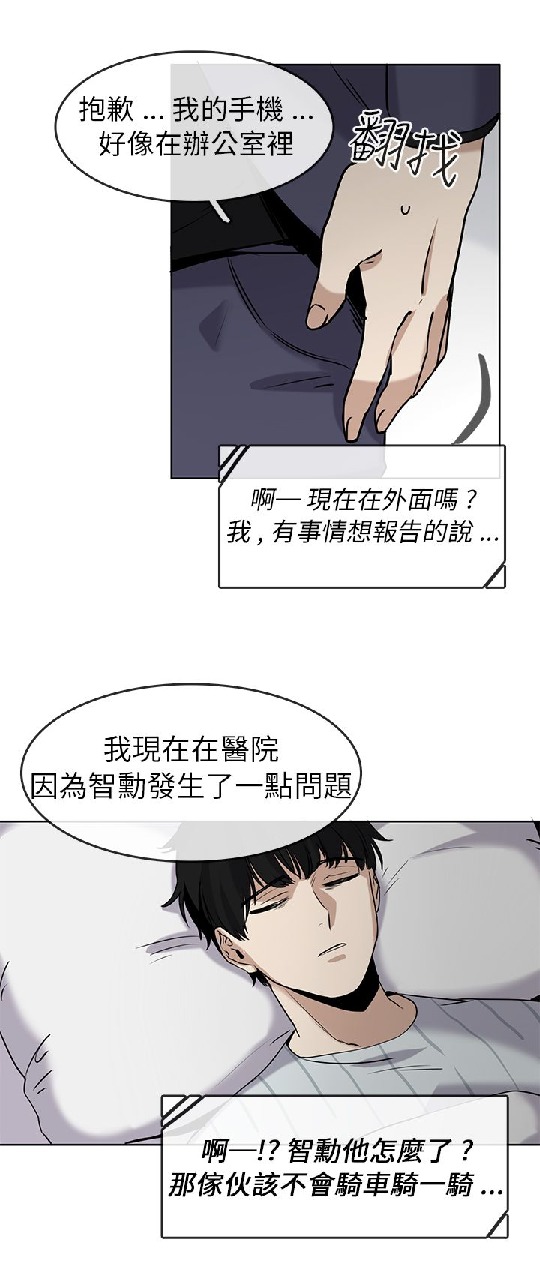 抱歉...我的手機...
好像在辦公室裡
翻找
啊─ 現在在外面嗎?
我,有事情想報告的說...
我現在在醫院
因為智勳發生了一點問題
啊─!? 智勳他怎麼了?
那傢伙該不會騎車騎一騎...